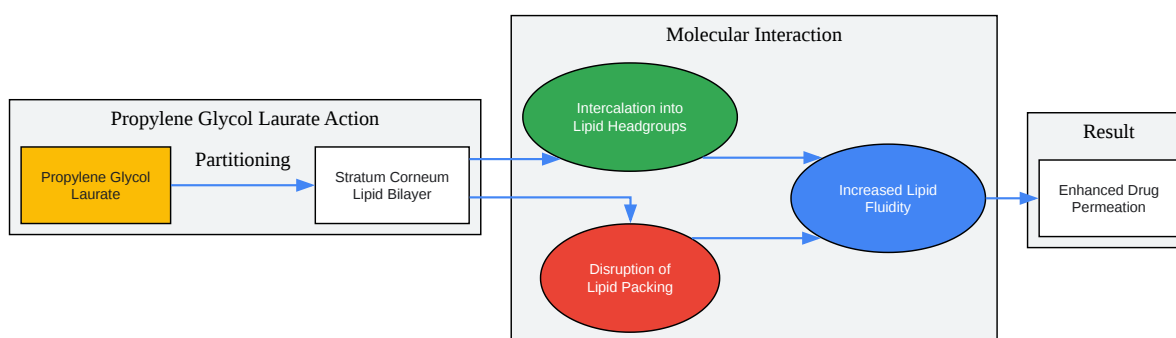 Propylene Glycol Laurate Action
Propylene Glycol
Laurate
Partitioning
Stratum Corneum
Lipid Bilayer
Molecular Interaction
Intercalation into
Lipid Headgroups
Disruption of
Lipid Packing
Increased Lipid
Fluidity
Result
Enhanced Drug
Permeation